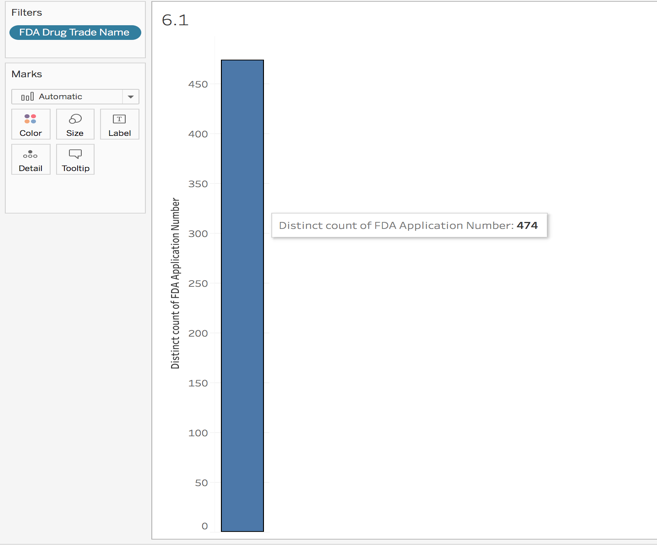 Filters
FDA Drug Trade Name
Marks
Automatic
Color
Size
T
Label
Detail
Tooltip
6.1
Distinct count of FDA Application Number
450
400
350
300
250
200
150
100
50
0
Distinct count of FDA Application Number: 474